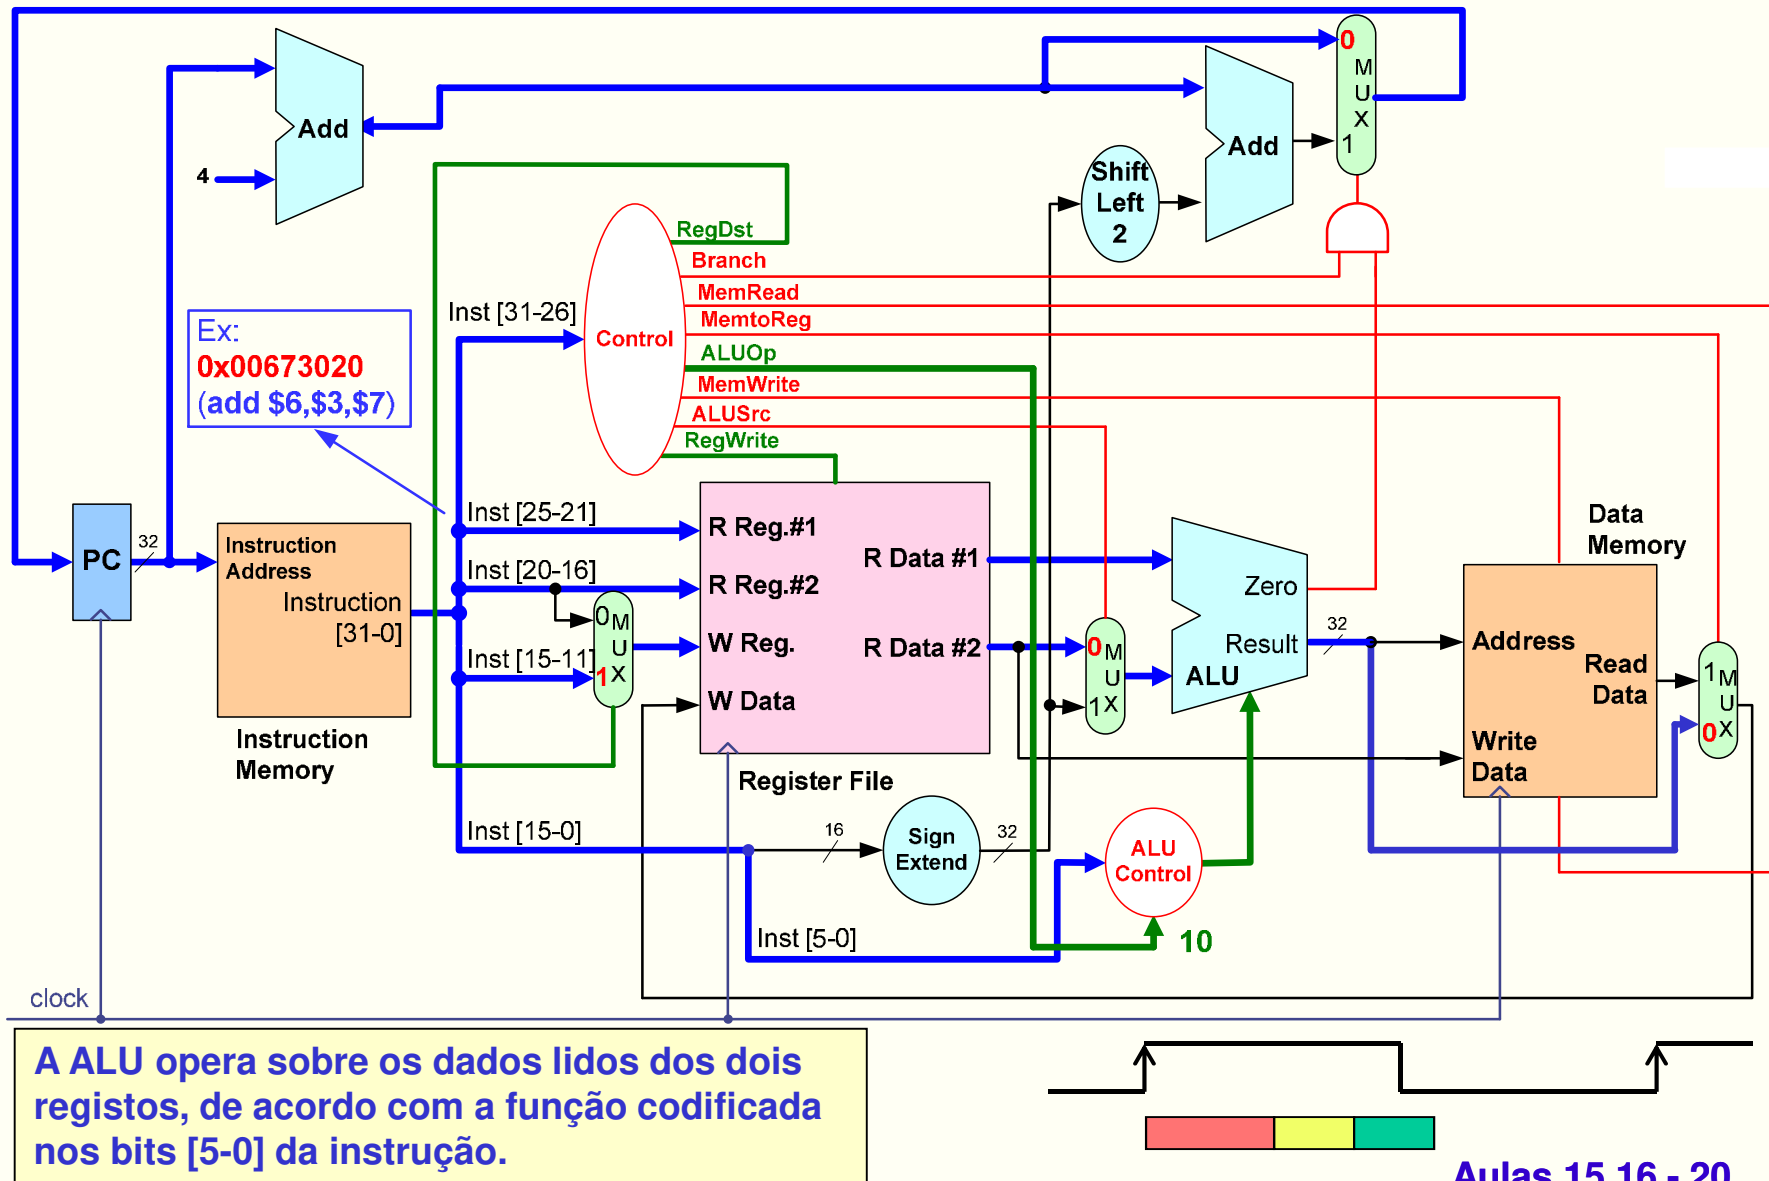 0
M
U
X
1
Add
4
Add
Shift
Left
2
RegDst
Branch
MemRead
MemtoReg
ALUOp
MemWrite
ALUSrc
RegWrite
Control
Inst [31-26]
Ex:
0x00673020
(add $6,$3,$7)
PC
32
Instruction
Address
Instruction
[31-0]
Instruction
Memory
Inst [25-21]
Inst [20-16]
Inst [15-11]
0
M
U
X
1
R Reg.#1
R Reg.#2
W Reg.
W Data
R Data #1
R Data #2
Register File
0
M
U
X
1
Zero
Result
ALU
32
Data
Memory
Address
Read
Data
Write
Data
1
M
U
X
0
Inst [15-0]
16
Sign
Extend
32
ALU
Control
Inst [5-0]
10
clock
A ALU opera sobre os dados lidos dos dois
registos, de acordo com a função codificada
nos bits [5-0] da instrução.
Aulas 15,16 - 20